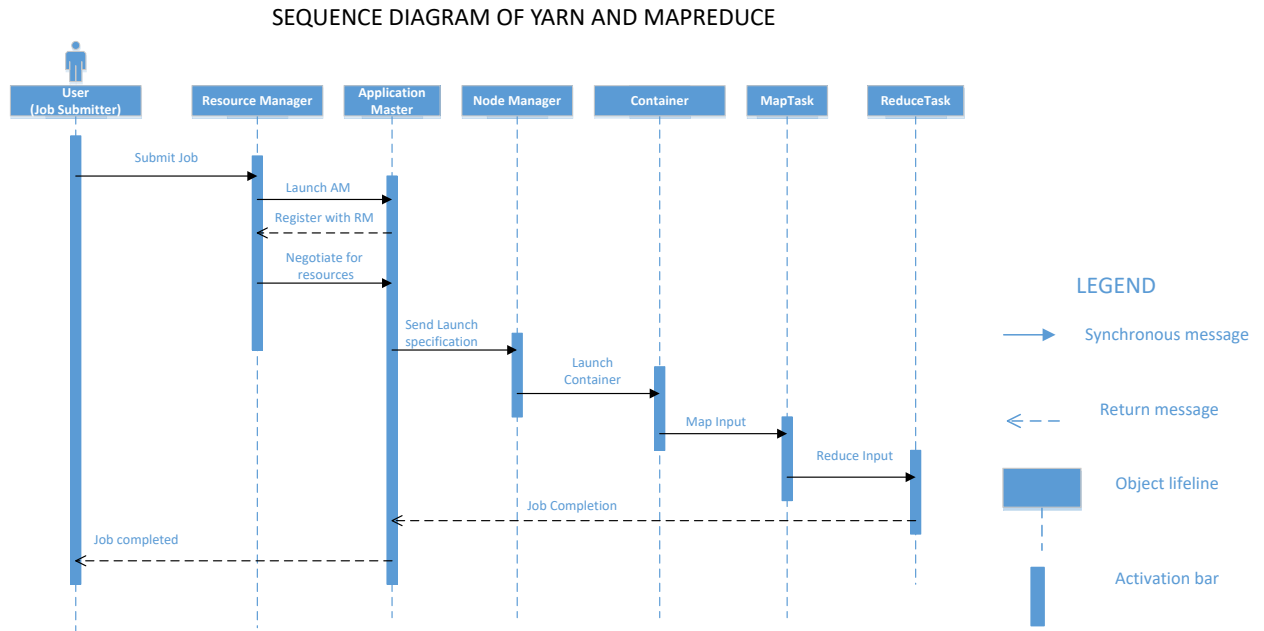 SEQUENCE DIAGRAM OF YARN AND MAPREDUCE
User
(Job Submitter)
Resource Manager
Application
Master
Node Manager
Container
MapTask
ReduceTask
Submit Job
Launch AM
Register with RM
Negotiate for
resources
Send Launch
specification
Launch
Container
Map Input
Reduce Input
Job Completion
Job completed
LEGEND
Synchronous message
Return message
Object lifeline
Activation bar